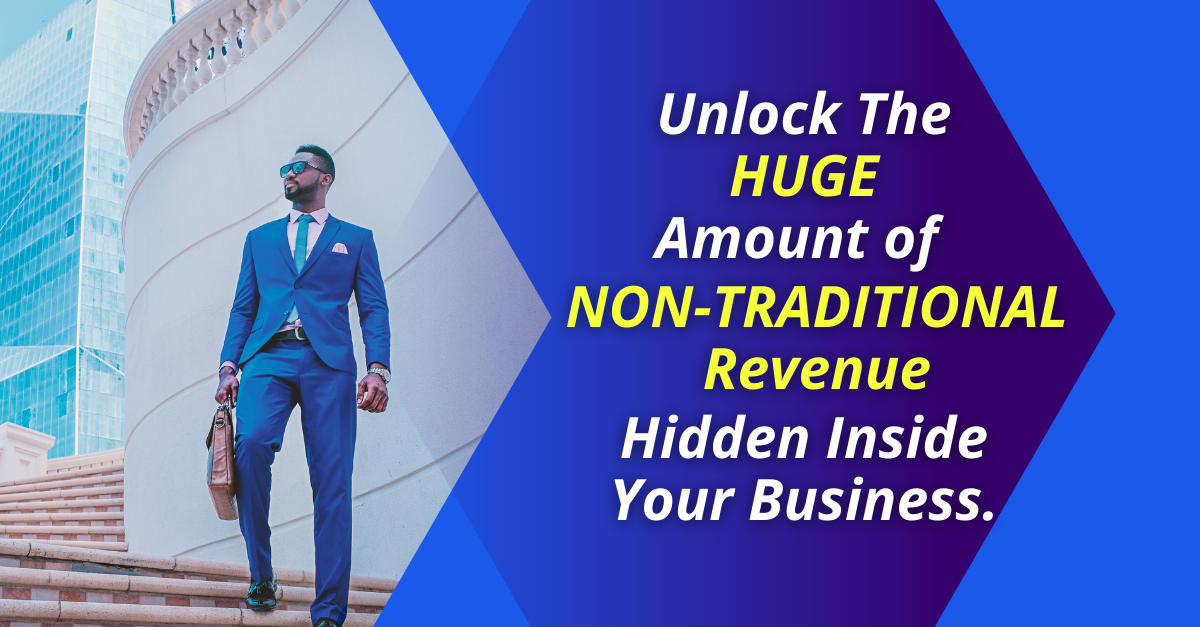 Unlock The
HUGE
Amount of
NON-TRADITIONAL
Revenue
Hidden Inside
Your Business.